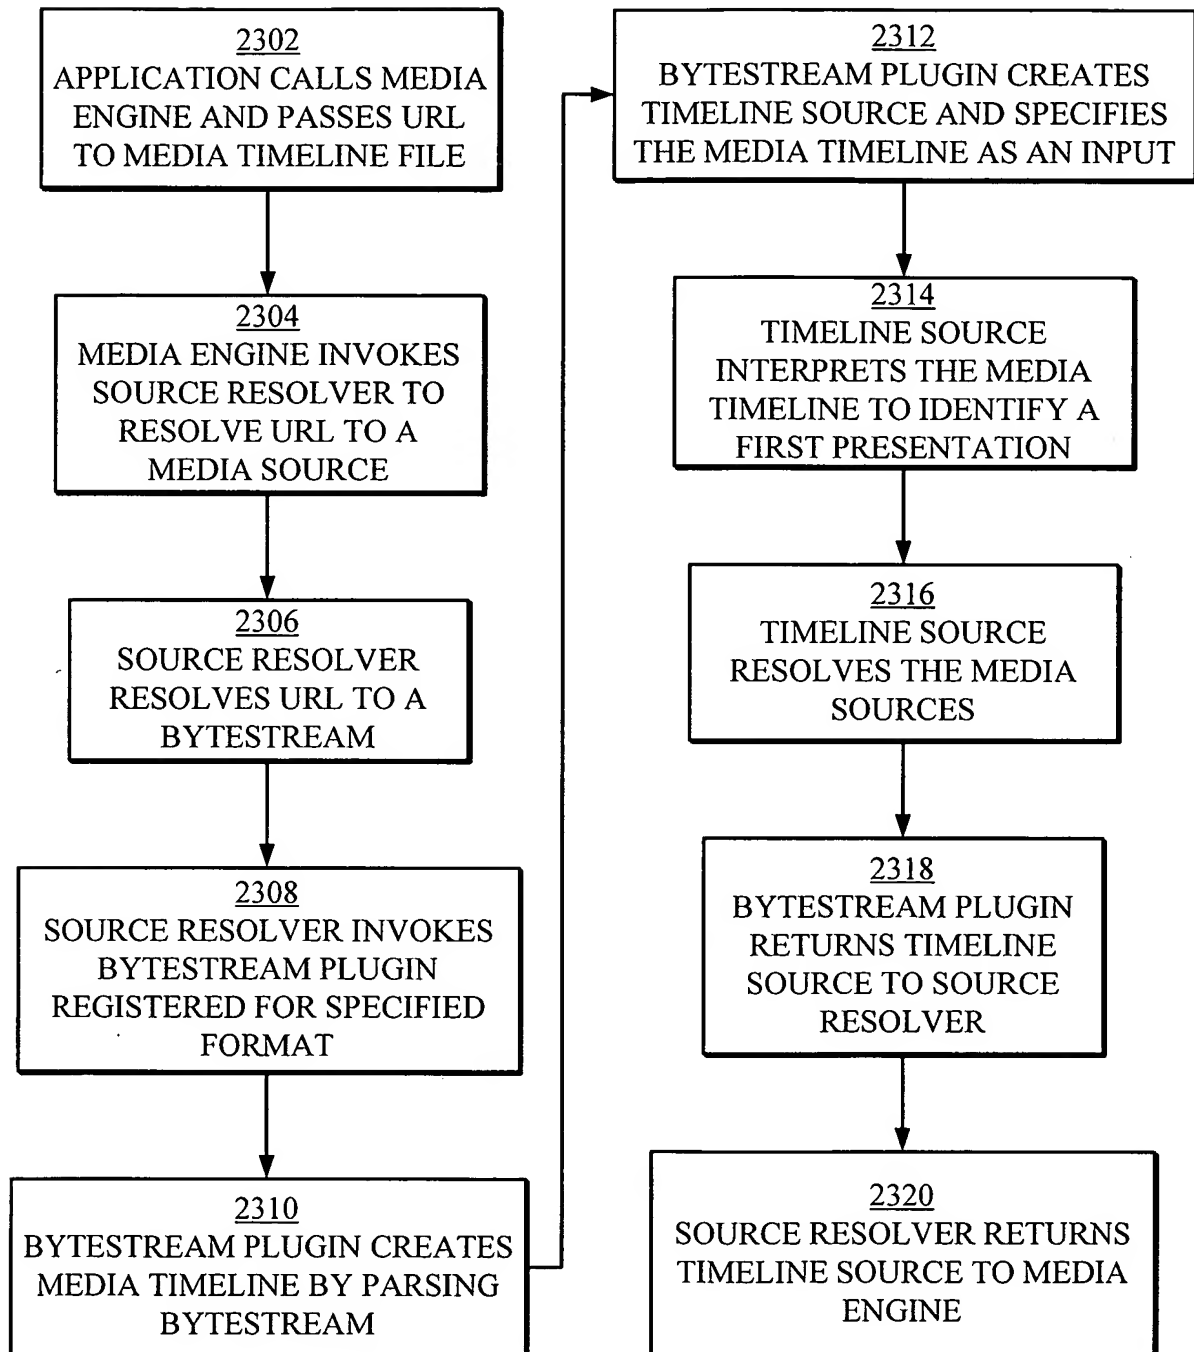 2302
APPLICATION CALLS MEDIA
ENGINE AND PASSES URL
TO MEDIA TIMELINE FILE
2304
MEDIA ENGINE INVOKES
SOURCE RESOLVER TO
RESOLVE URL TO A
MEDIA SOURCE
2306
SOURCE RESOLVER
RESOLVES URL TO A
BYTESTREAM
2308
SOURCE RESOLVER INVOKES
BYTESTREAM PLUGIN
REGISTERED FOR SPECIFIED
FORMAT
2310
BYTESTREAM PLUGIN CREATES
MEDIA TIMELINE BY PARSING
BYTESTREAM
2312
BYTESTREAM PLUGIN CREATES
TIMELINE SOURCE AND SPECIFIES
THE MEDIA TIMELINE AS AN INPUT
2314
TIMELINE SOURCE
INTERPRETS THE MEDIA
TIMELINE TO IDENTIFY A
FIRST PRESENTATION
2316
TIMELINE SOURCE
RESOLVES THE MEDIA
SOURCES
2318
BYTESTREAM PLUGIN
RETURNS TIMELINE
SOURCE TO SOURCE
RESOLVER
2320
SOURCE RESOLVER RETURNS
TIMELINE SOURCE TO MEDIA
ENGINE